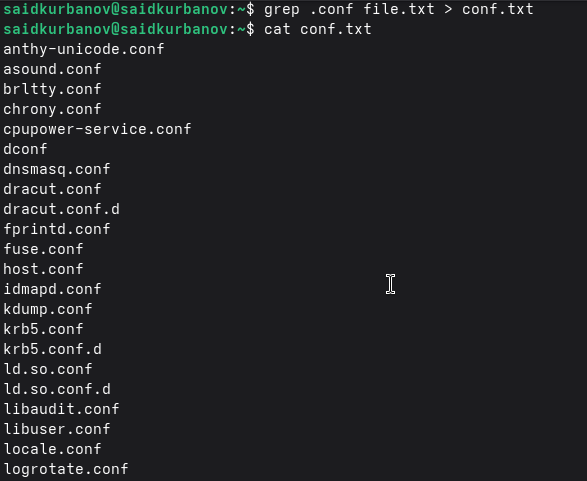 saidkurbanov@saidkurbanov:~$ grep .conf file.txt > conf.txt
saidkurbanov@saidkurbanov:~$ cat conf.txt
anthy-unicode.conf
asound.conf
brltty.conf
chrony.conf
cpupower-service.conf
dconf
dnsmasq.conf
dracut.conf
dracut.conf.d
fprintd.conf
fuse.conf
host.conf
idmapd.conf
kdump.conf
krb5.conf
krb5.conf.d
ld.so.conf
ld.so.conf.d
libaudit.conf
libuser.conf
locale.conf
logrotate.conf